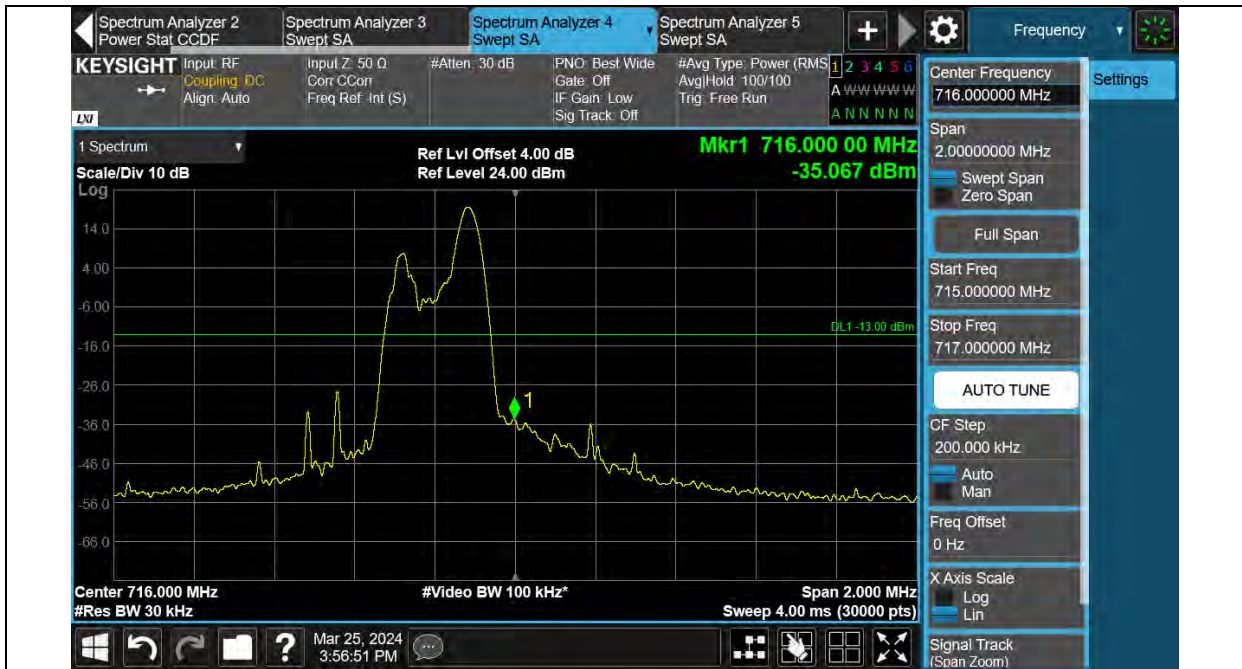 Spectrum Analyzer 2
Power Stat CCDF
Spectrum Analyzer 3
Swept SA
Spectrum Analyzer 4
Swept SA
Spectrum Analyzer 5
Swept SA
+
Frequency
KEYSIGHT
LXI
Input: RF
Coupling: DC
Align: Auto
Input Z: 50 Ω
Corr CCorr
Freq Ref: Int (S)
#Atten: 30 dB
PNO: Best Wide
Gate: Off
IF Gain: Low
Sig Track: Off
#Avg Type: Power (RMS
Avg|Hold: 100/100
Trig: Free Run
1 2 3 4 5 6
A W W W W W
A N N N N N
1 Spectrum
Scale/Div 10 dB
Log
Ref Lvl Offset 4.00 dB
Ref Level 24.00 dBm
Mkr1 716.000 00 MHz
-35.067 dBm
14.0
4.00
-6.00
-16.0
-26.0
-36.0
-46.0
-56.0
-66.0
DL1 -13.00 dBm
1
Center 716.000 MHz
#Res BW 30 kHz
#Video BW 100 kHz*
Span 2.000 MHz
Sweep 4.00 ms (30000 pts)
Center Frequency
716.000000 MHz
Settings
Span
2.00000000 MHz
Swept Span
Zero Span
Full Span
Start Freq
715.000000 MHz
Stop Freq
717.000000 MHz
AUTO TUNE
CF Step
200.000 kHz
Auto
Man
Freq Offset
0 Hz
X Axis Scale
Log
Lin
Signal Track
(Span Zoom)
?
Mar 25, 2024
3:56:51 PM